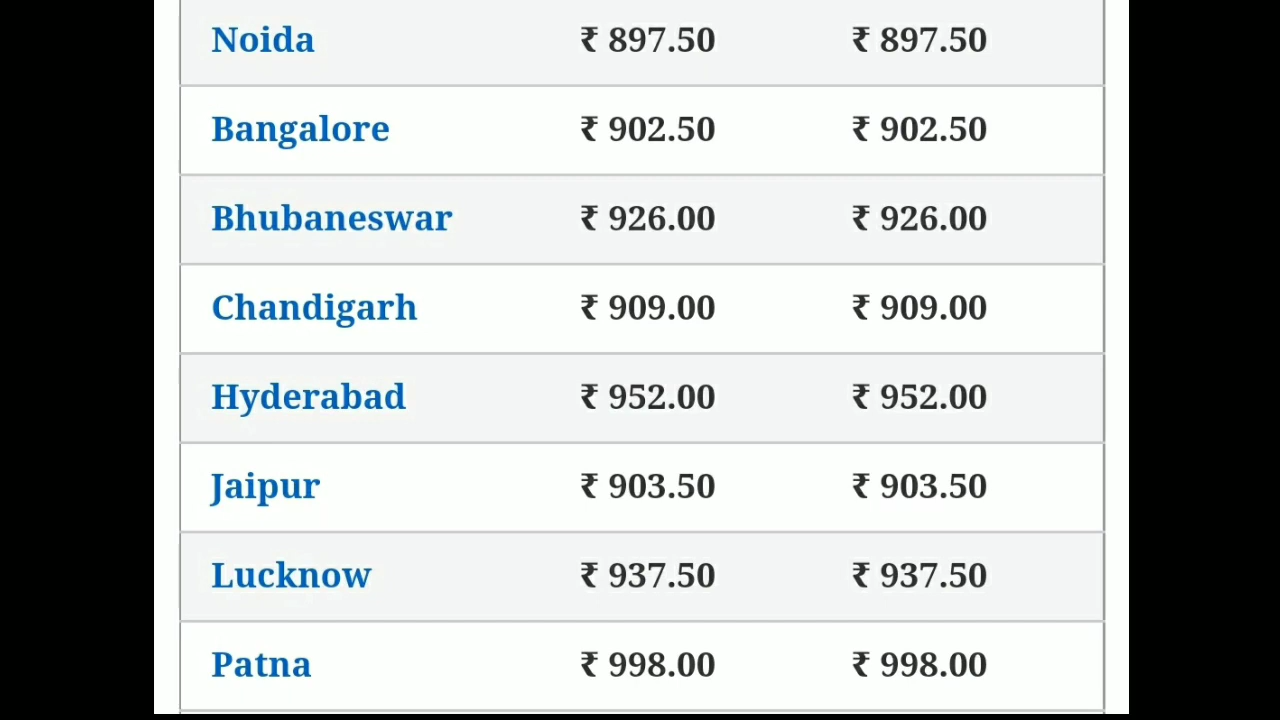 Noida ₹ 897.50 ₹ 897.50
Bangalore ₹ 902.50 ₹ 902.50
Bhubaneswar ₹ 926.00 ₹ 926.00
Chandigarh ₹ 909.00 ₹ 909.00
Hyderabad ₹ 952.00 ₹ 952.00
Jaipur ₹ 903.50 ₹ 903.50
Lucknow ₹ 937.50 ₹ 937.50
Patna ₹ 998.00 ₹ 998.00